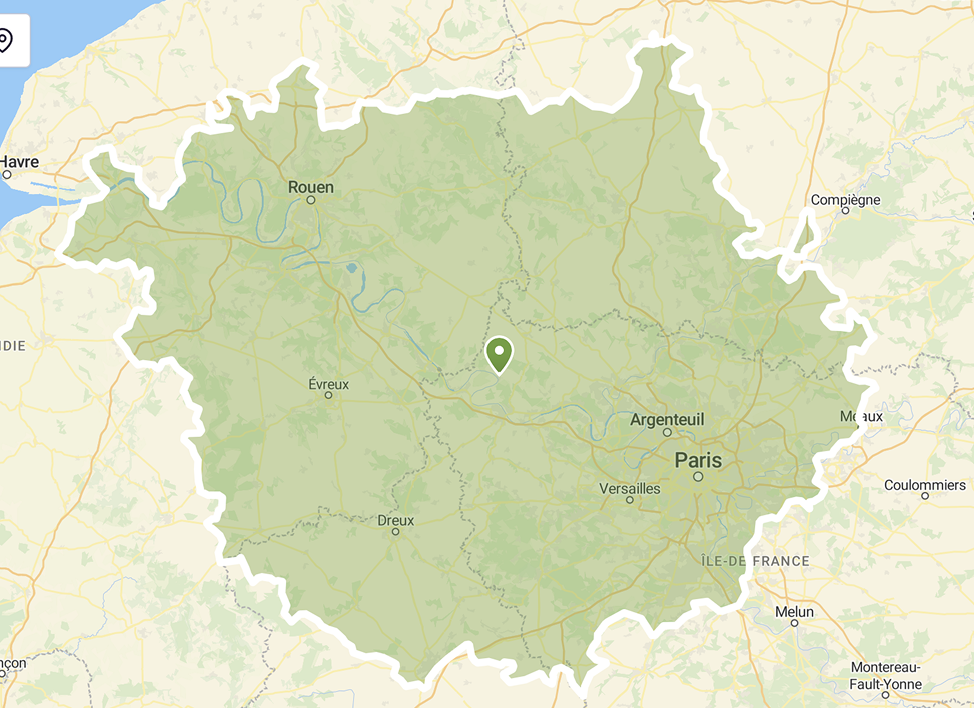 Havre
Rouen
Compiègne
DIE
Évreux
Argenteuil
Meaux
Paris
Versailles
Coulommiers
Dreux
ÎLE-DE FRANCE
Melun
nçon
Montereau-
Fault-Yonne